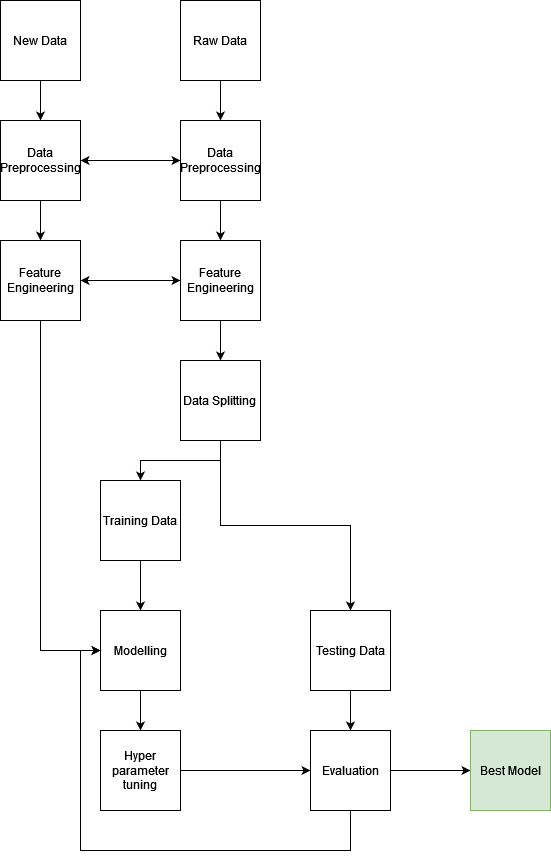 New Data
Raw Data
Data
Preprocessing
Data
Preprocessing
Feature
Engineering
Feature
Engineering
Data Splitting
Training Data
Modelling
Testing Data
Hyper
parameter
tuning
Evaluation
Best Model